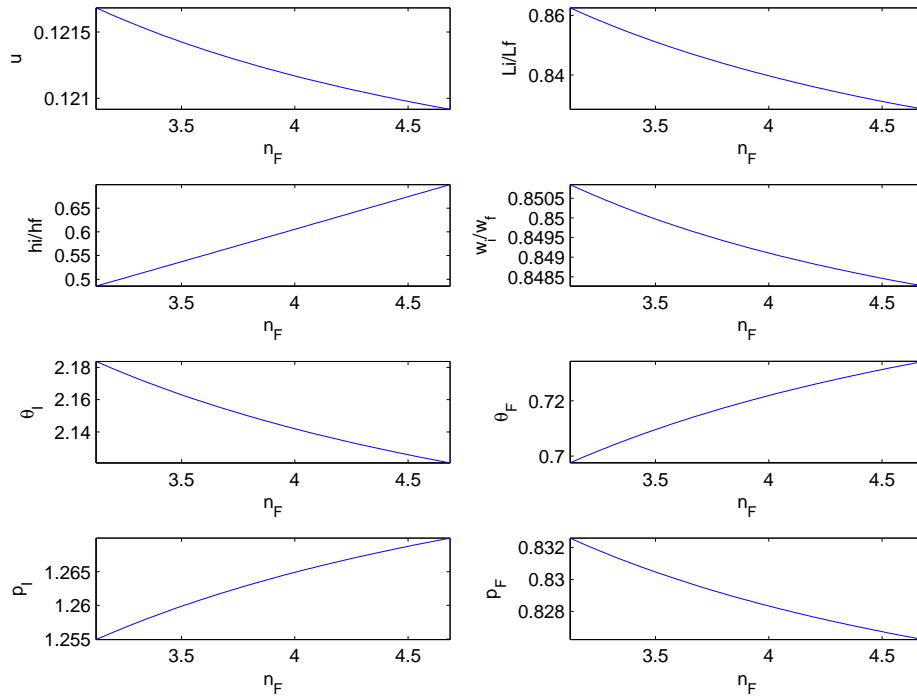 0.1215
0.121
u
3.5 4 4.5
n_F
0.86
0.84
Li/Lf
3.5 4 4.5
n_F
0.65
0.6
0.55
0.5
hi/hf
3.5 4 4.5
n_F
0.8505
0.85
0.8495
0.849
0.8485
w_i/w_f
3.5 4 4.5
n_F
2.18
2.16
2.14
θ_I
3.5 4 4.5
n_F
0.72
0.7
θ_F
3.5 4 4.5
n_F
1.265
1.26
1.255
p_I
3.5 4 4.5
n_F
0.832
0.83
0.828
p_F
3.5 4 4.5
n_F